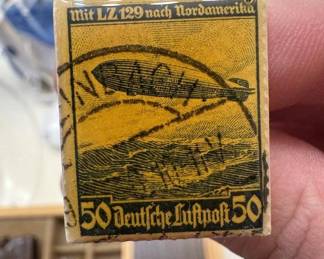 Mit LZ 129 nach Nordamerika
50 Deutsche Luftpost 50